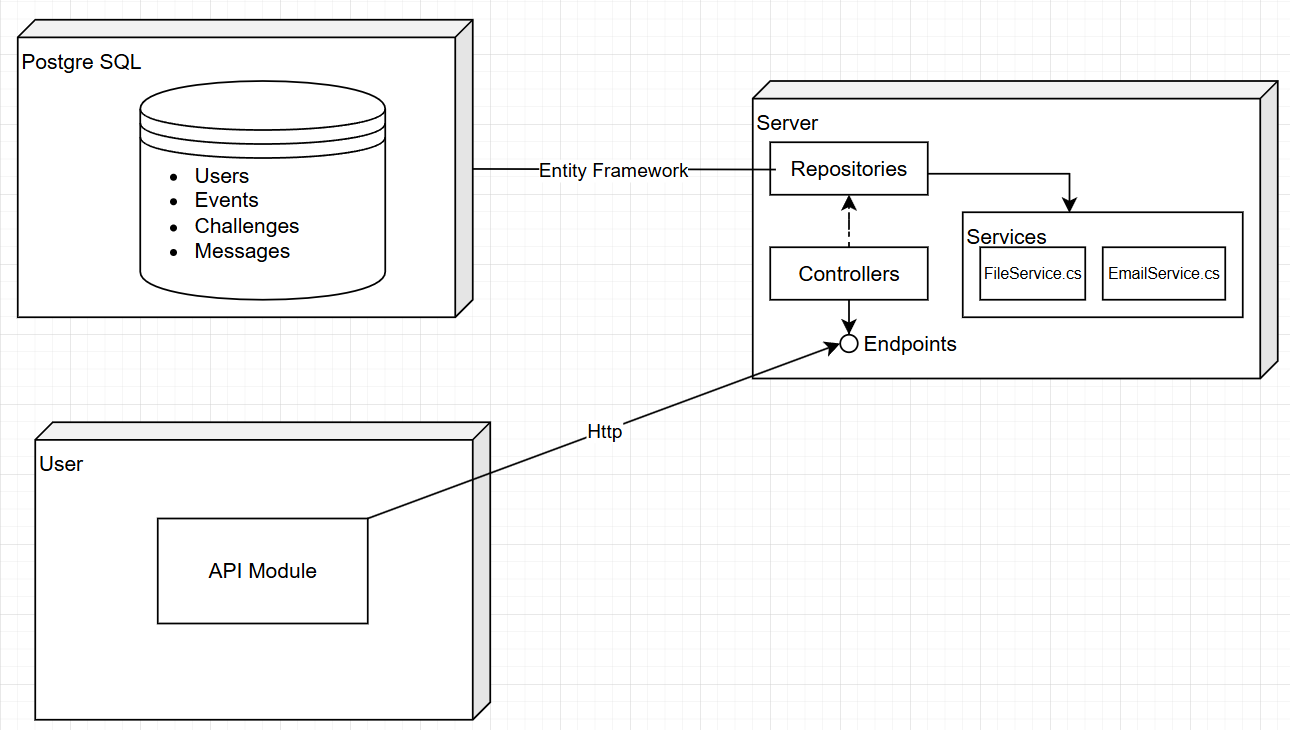 Postgre SQL
Users
Events
Challenges
Messages
Entity Framework
Server
Repositories
Services
FileService.cs
EmailService.cs
Controllers
Endpoints
Http
User
API Module